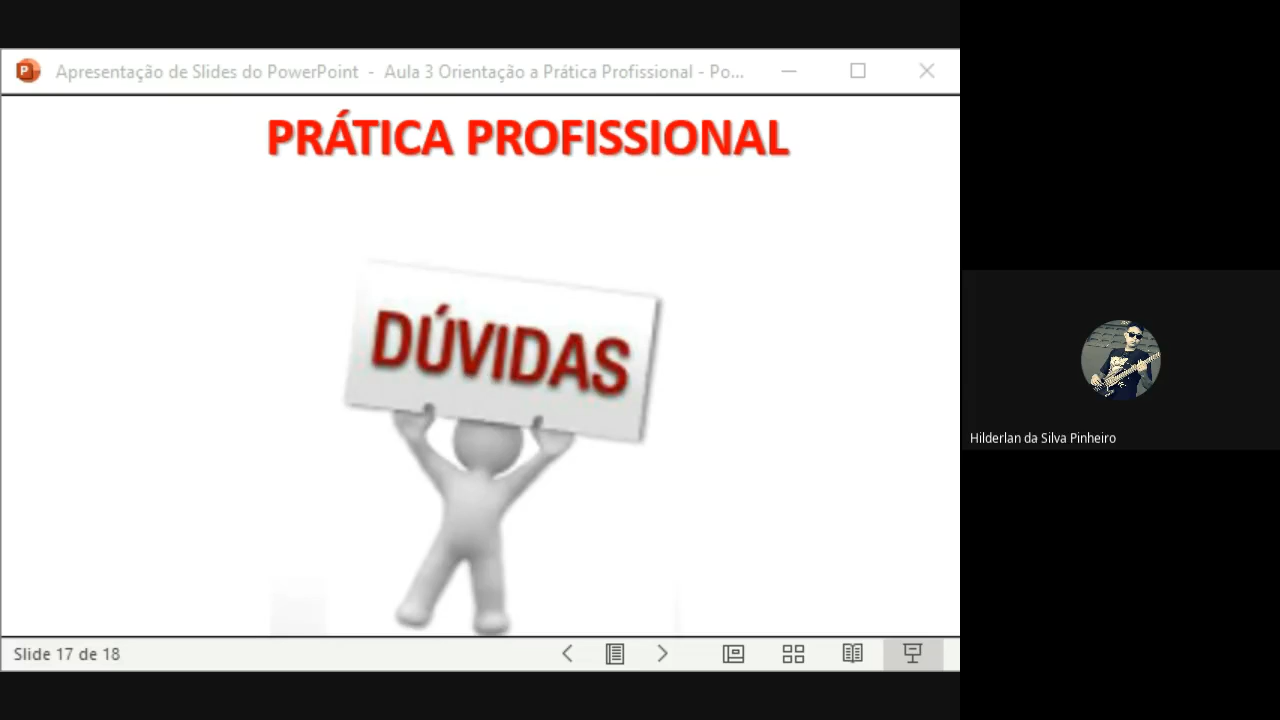 Apresentação de Slides do PowerPoint - Aula 3 Orientação a Prática Profissional - Po...
PRÁTICA PROFISSIONAL
DÚVIDAS
Hilderlan da Silva Pinheiro
Slide 17 de 18